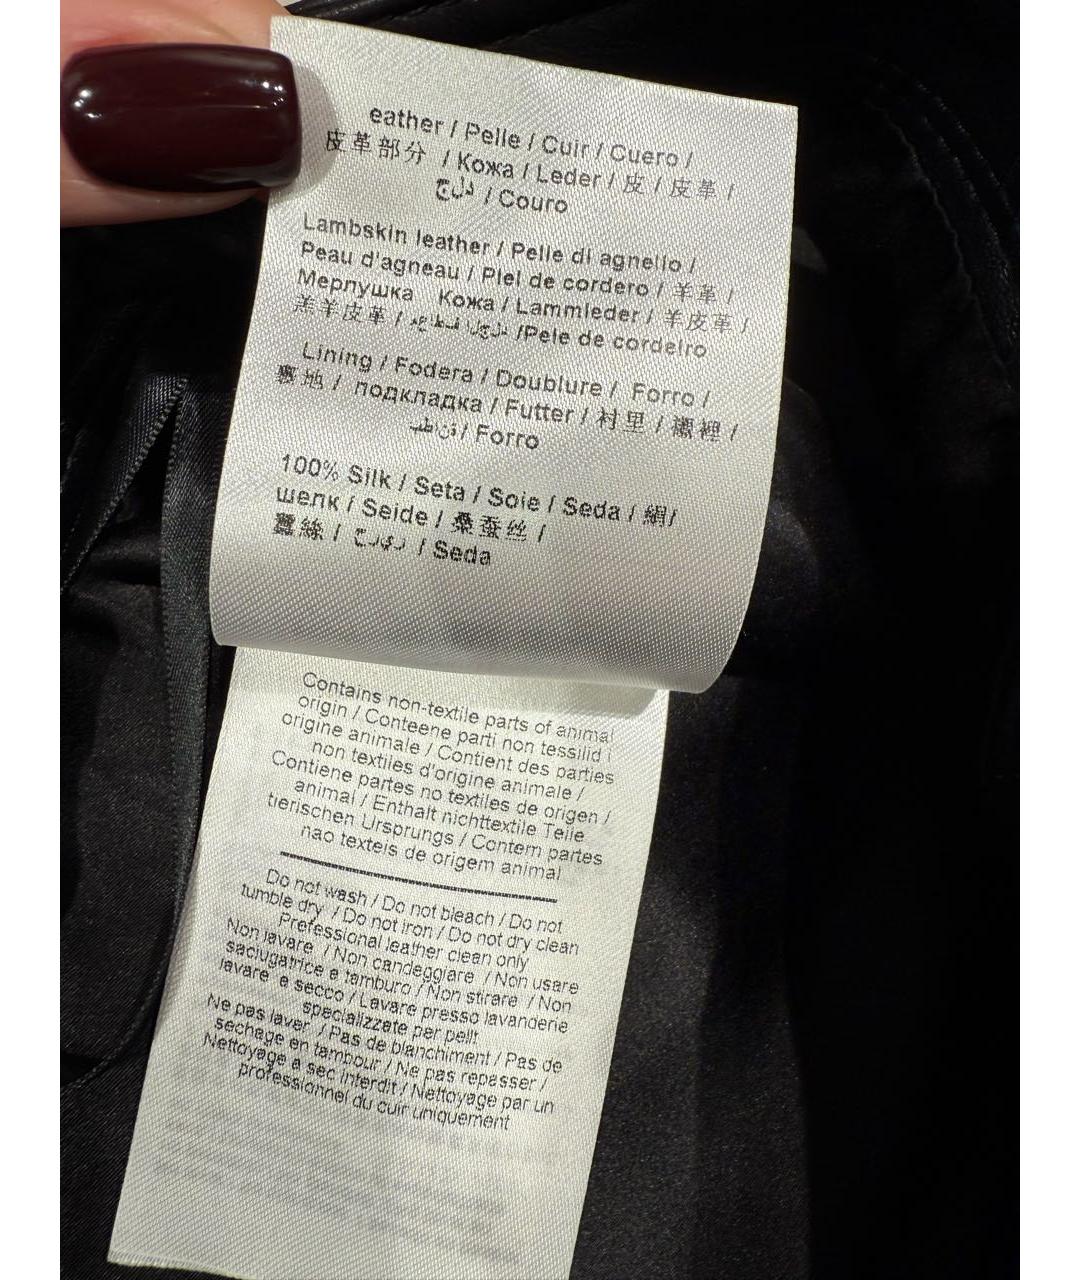 eather / Pelle / Cuir / Cuero /
皮革部分 / Кожа / Leder / 皮 / 皮革 /
/ Couro
Lambskin leather / Pelle di agnello /
Peau d'agneau / Piel de cordero / 羊革 /
Мерлушка Кожа / Lammleder / 羊皮革 /
羔羊皮革 / /Pele de cordeiro
Lining / Fodera / Doublure / Forro /
裏地 / подкладка / Futter / 衬里 / 襯裡 /
/ Forro
100% Silk / Seta / Soie / Seda / 絹/
шелк / Seide / 桑蚕丝 /
蠶絲 / / Seda
Contains non-textile parts of animal
origin / Conteene parti non tessilid i
origine animale / Contient des parties
non textiles d'origine animale /
Contiene partes no textiles de origen /
animal / Enthalt nichttextile Teile
tierischen Ursprungs / Contem partes
nao texteis de origem animal
Do not wash / Do not bleach / Do not
tumble dry / Do not iron / Do not dry clean
Prefessional leather clean only
Non lavare / Non candeggiare / Non usare
saciugatrice a tamburo / Non stirare / Non
lavare a secco / Lavare presso lavanderie
specializzate per pelli
Ne pas laver / Pas de blanchiment / Pas de
sechage en tambour / Ne pas repasser /
Nettoyage a sec interdit / Nettoyage par un
professionnel du cuir uniquement